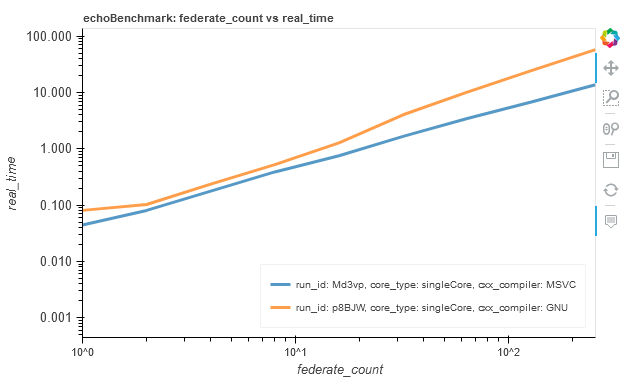 echoBenchmark: federate_count vs real_time
100.000
10.000
1.000
0.100
0.010
0.001
real_time
run_id: Md3vp, core_type: singleCore, cxx_compiler: MSVC
run_id: p8BJW, core_type: singleCore, cxx_compiler: GNU
10^0
10^1
10^2
federate_count